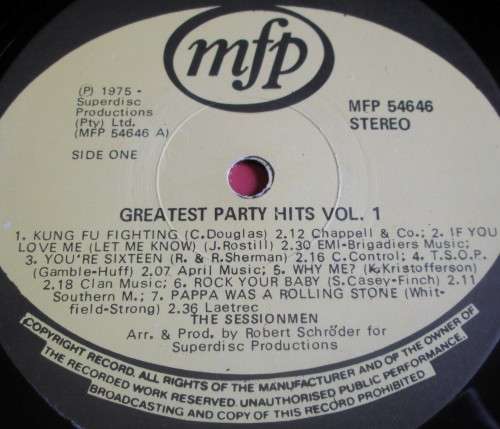 mfp
(P) 1975 -
Superdisc
Productions
(Pty) Ltd.
(MFP 54646 A)
SIDE ONE
MFP 54646
STEREO
GREATEST PARTY HITS VOL. 1
1. KUNG FU FIGHTING (C.Douglas) 2.12 Chappell & Co.; 2. IF YOU
LOVE ME (LET ME KNOW) (J.Rostill) 2.30 EMI-Brigadiers Music;
3. YOU'RE SIXTEEN (R. & R.Sherman) 2.16 C.Control; 4. T.S.O.P.
(Gamble-Huff) 2.07 April Music; 5. WHY ME? (K.Kristofferson)
2.18 Clan Music; 6. ROCK YOUR BABY (S.Casey-Finch) 2.11
Southern M.; 7. PAPPA WAS A ROLLING STONE (Whit-
field-Strong) 2.36 Laetrec
THE SESSIONMEN
Arr. & Prod. by Robert Schröder for
Superdisc Productions
COPYRIGHT RECORD. ALL RIGHTS OF THE MANUFACTURER AND OF THE OWNER OF
THE RECORDED WORK RESERVED. UNAUTHORISED PUBLIC PERFORMANCE,
BROADCASTING AND COPY OF THIS RECORD PROHIBITED